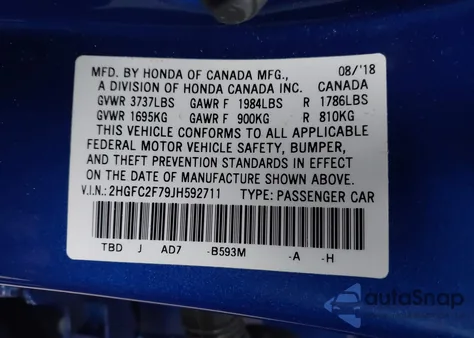 MFD. BY HONDA OF CANADA MFG., 08/'18
A DIVISION OF HONDA CANADA INC. CANADA
GVWR 3737LBS GAWR F 1984LBS R 1786LBS
GVWR 1695KG GAWR F 900KG R 810KG
THIS VEHICLE CONFORMS TO ALL APPLICABLE
FEDERAL MOTOR VEHICLE SAFETY, BUMPER,
AND THEFT PREVENTION STANDARDS IN EFFECT
ON THE DATE OF MANUFACTURE SHOWN ABOVE.
V.I.N.: 2HGFC2F79JH592711 TYPE: PASSENGER CAR
TBD J AD7 -B593M -A -H
autoSnap